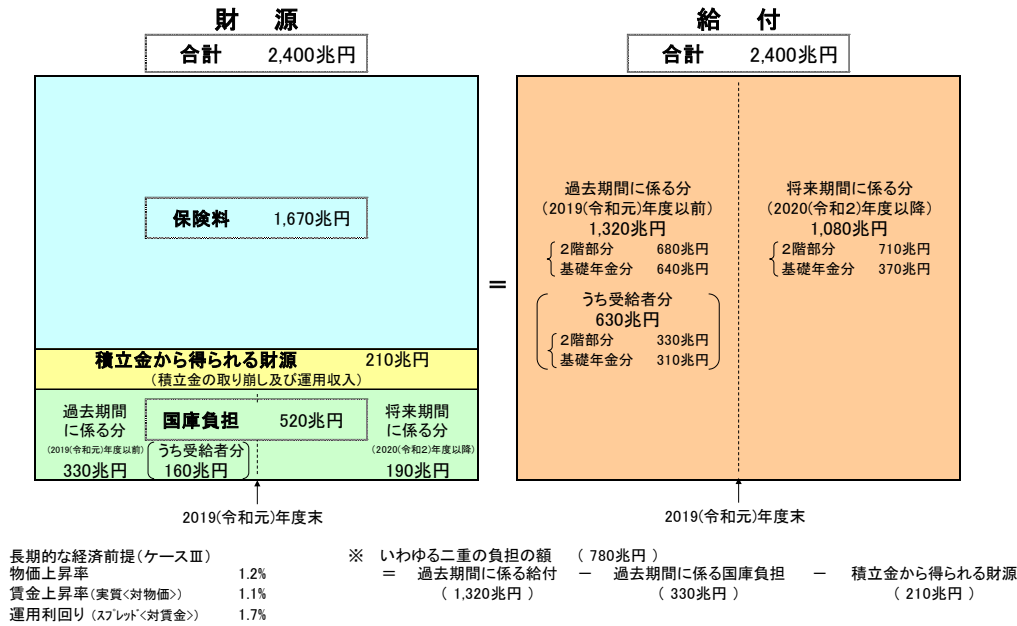 財　源
合計　2,400兆円
保険料　1,670兆円
積立金から得られる財源　210兆円
（積立金の取り崩し及び運用収入）
国庫負担　520兆円
過去期間
に係る分
(2019(令和元)年度以前)
330兆円
うち受給者分
160兆円
将来期間
に係る分
(2020(令和2)年度以降)
190兆円
2019(令和元)年度末
＝
給　付
合計　2,400兆円
過去期間に係る分
(2019(令和元)年度以前)
1,320兆円
２階部分　680兆円
基礎年金分　640兆円
うち受給者分
630兆円
２階部分　330兆円
基礎年金分　310兆円
将来期間に係る分
(2020(令和２)年度以降)
1,080兆円
２階部分　710兆円
基礎年金分　370兆円
2019(令和元)年度末
長期的な経済前提（ケースⅢ）
物価上昇率　1.2%
賃金上昇率（実質<対物価>）　1.1%
運用利回り（スプレッド<対賃金>）　1.7%
※　いわゆる二重の負担の額　（ 780兆円 ）
＝　過去期間に係る給付　－　過去期間に係る国庫負担　－　積立金から得られる財源
（ 1,320兆円 ）　（ 330兆円 ）　（ 210兆円 ）